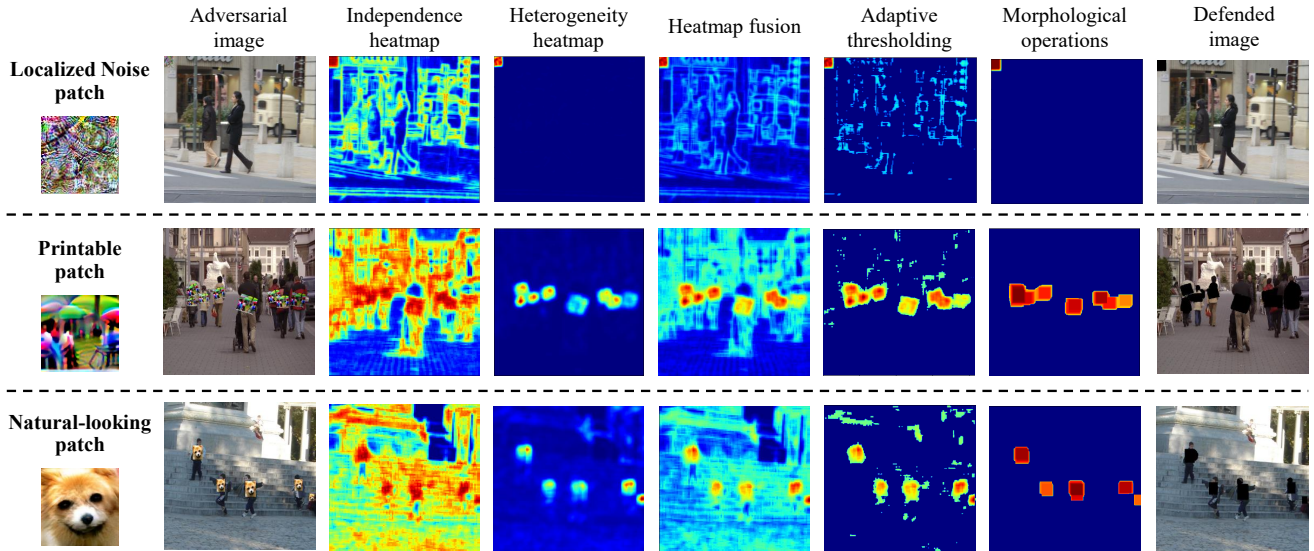 Adversarial
image
Independence
heatmap
Heterogeneity
heatmap
Heatmap fusion
Adaptive
thresholding
Morphological
operations
Defended
image
Localized Noise
patch
Printable
patch
Natural-looking
patch